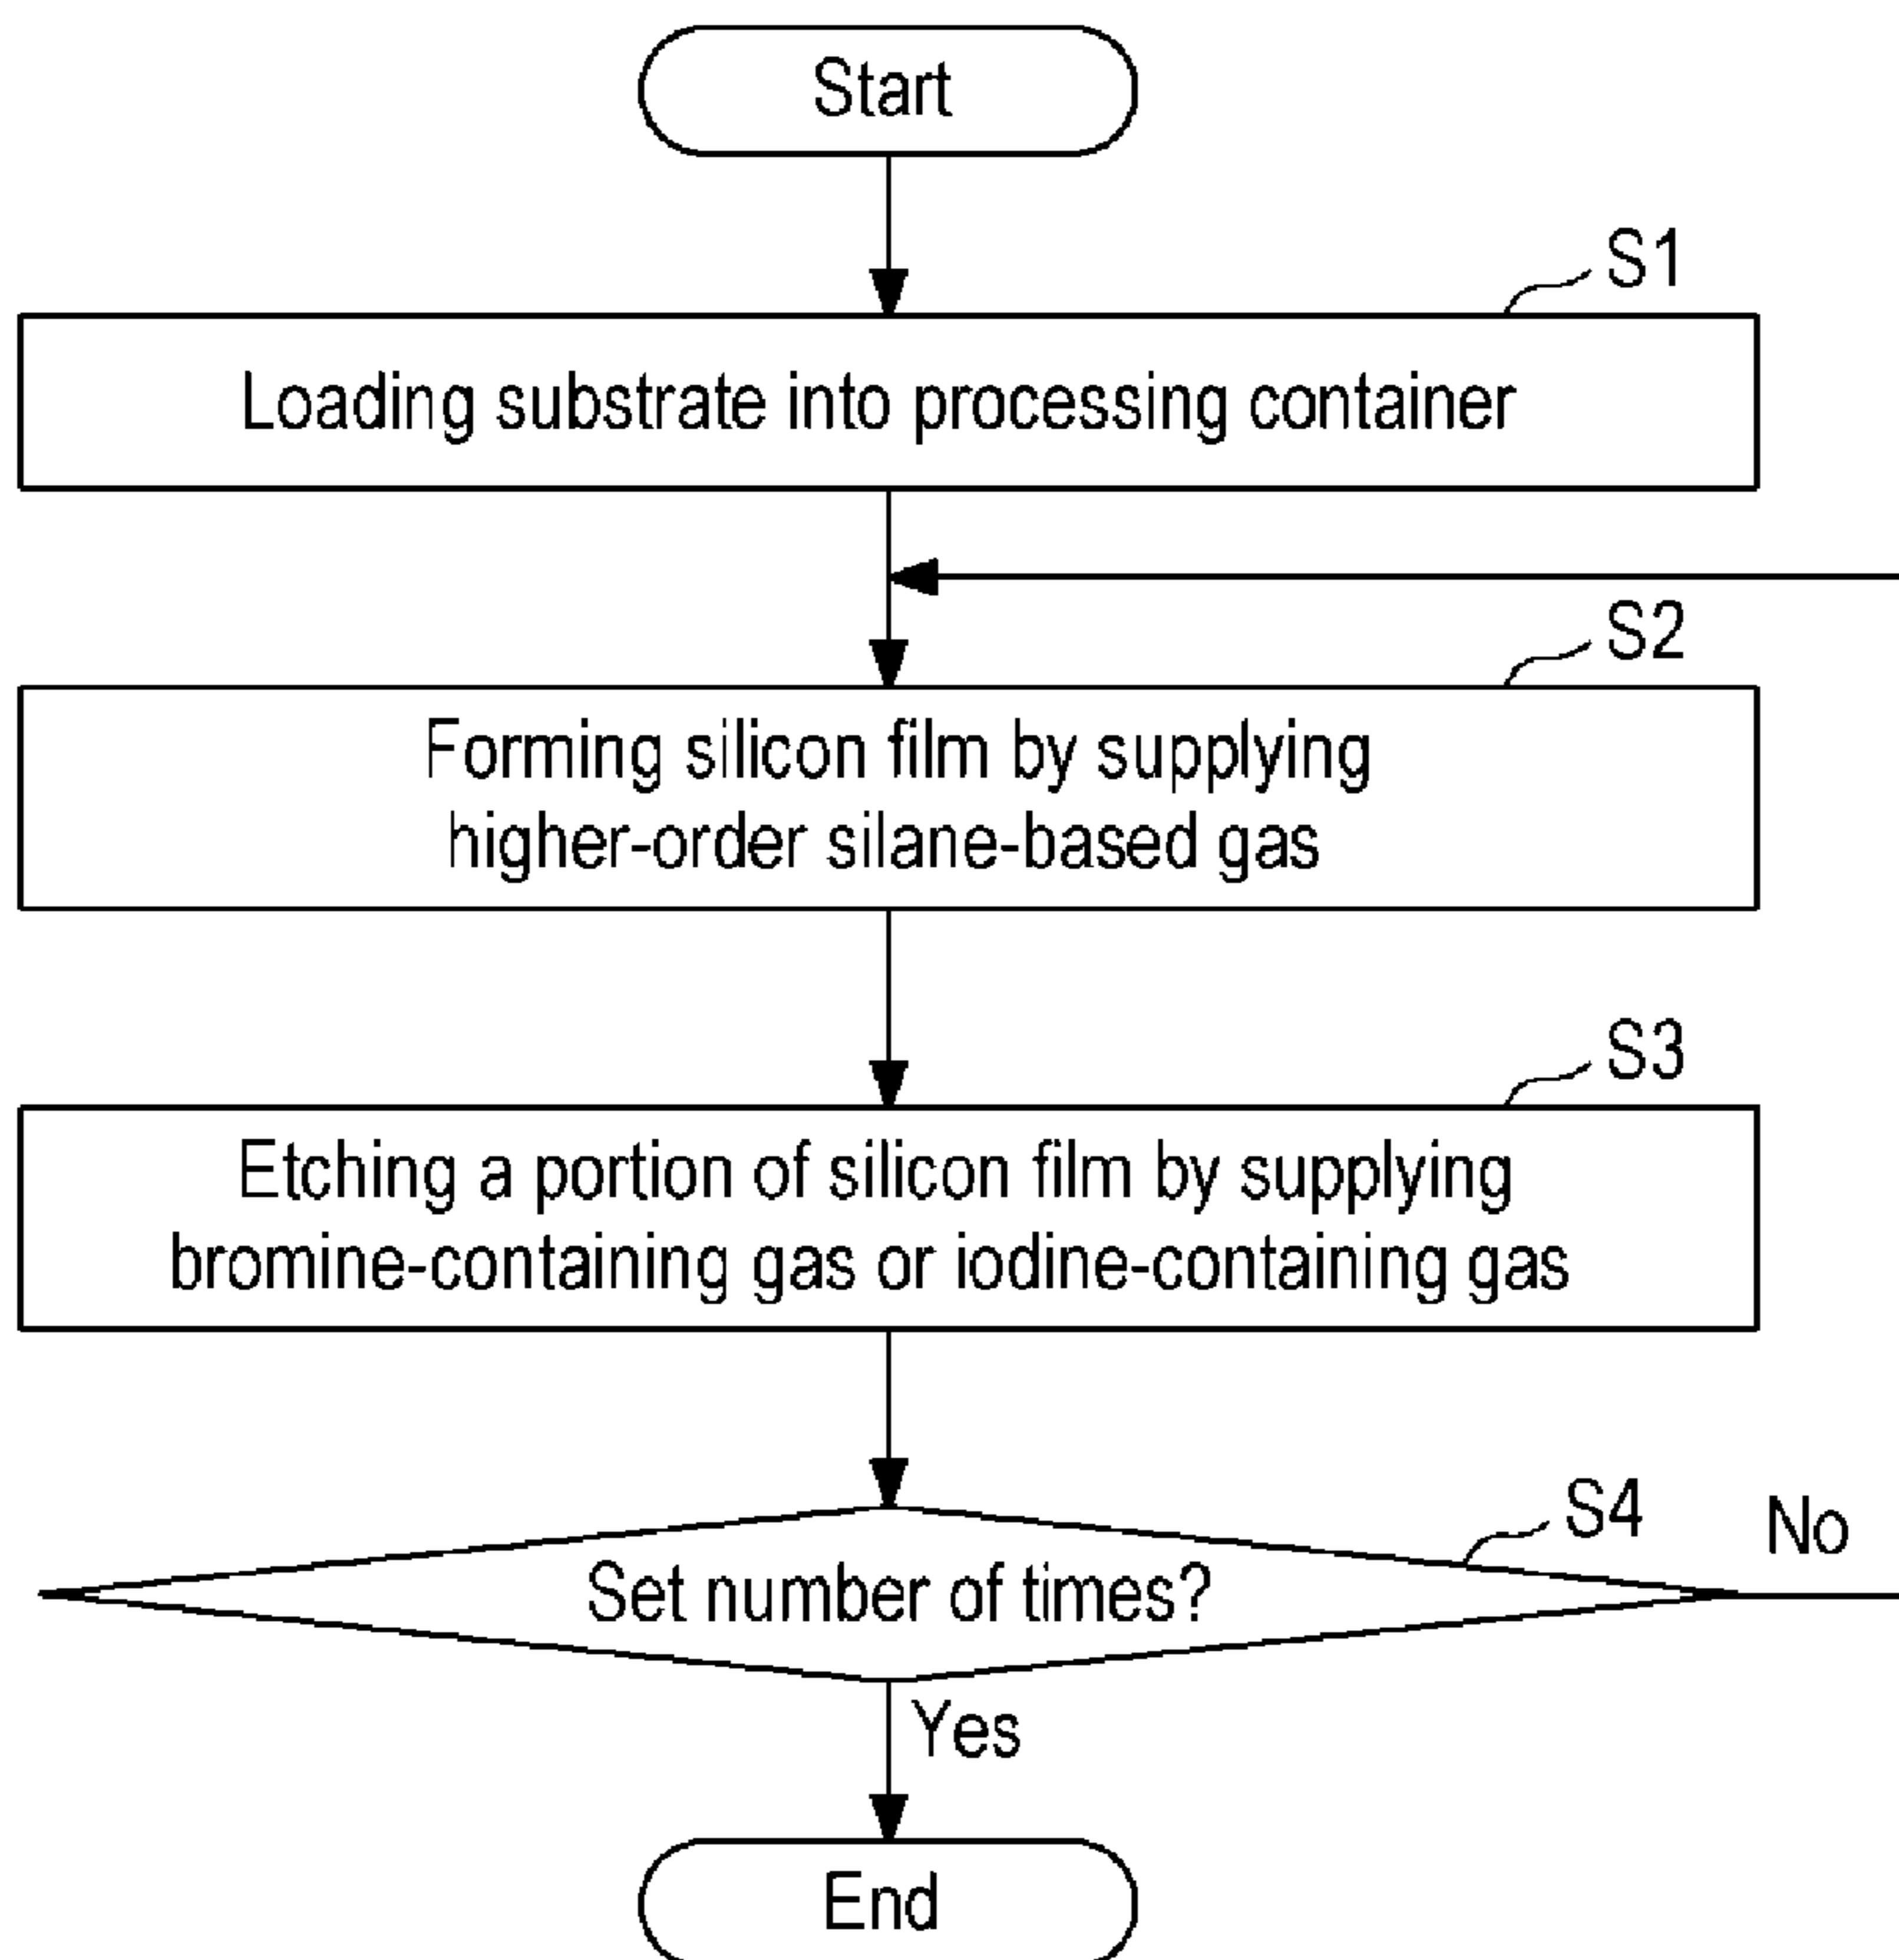 Start
S1
Loading substrate into processing container
S2
Forming silicon film by supplying
higher-order silane-based gas
S3
Etching a portion of silicon film by supplying
bromine-containing gas or iodine-containing gas
S4
No
Set number of times?
Yes
End